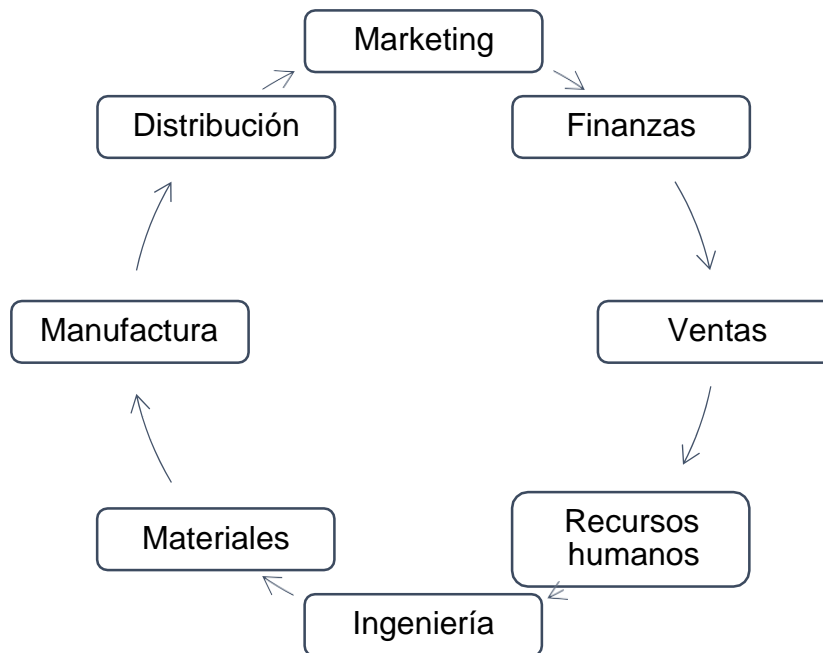 Marketing
Finanzas
Ventas
Recursos
humanos
Ingeniería
Materiales
Manufactura
Distribución